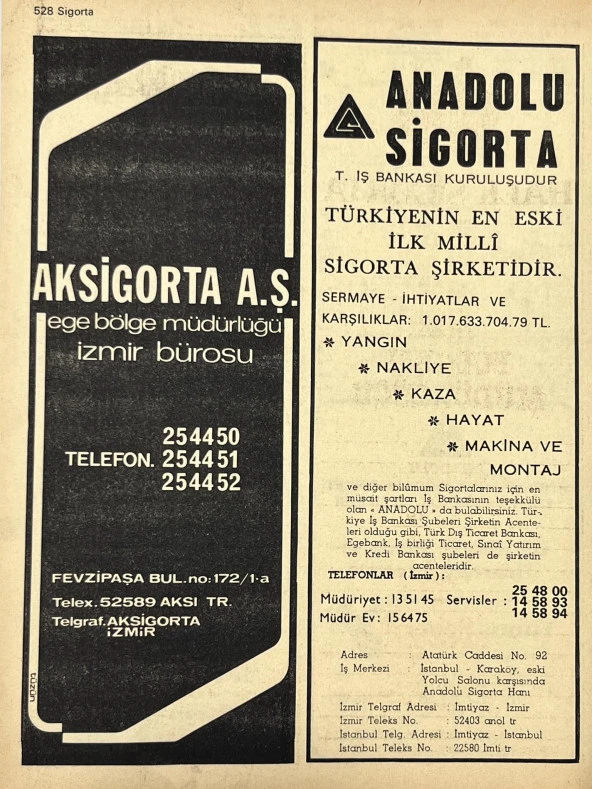 528 Sigorta
AKSİGORTA A.Ş.
ege bölge müdürlüğü
izmir bürosu
254450
TELEFON. 254451
254452
FEVZİPAŞA BUL.no:172/1-a
Telex.52589 AKSI TR.
Telgraf.AKSİGORTA
İZMİR
ANADOLU
SİGORTA
T. İŞ BANKASI KURULUŞUDUR
TÜRKİYENİN EN ESKİ
İLK MİLLÎ
SİGORTA ŞİRKETİDİR.
SERMAYE - İHTİYATLAR VE
KARŞILIKLAR: 1.017.633.704.79 TL.
* YANGIN
* NAKLİYE
* KAZA
* HAYAT
* MAKİNA VE
MONTAJ
ve diğer bilûmum Sigortalarınız için en
müsait şartları İş Bankasının teşekkülü
olan « ANADOLU » da bulabilirsiniz. Tür-
kiye İş Bankası Şubeleri Şirketin Acente-
leri olduğu gibi, Türk Dış Ticaret Bankası,
Egebank, İş birliği Ticaret, Sınaî Yatırım
ve Kredi Bankası şubeleri de şirketin
acenteleridir.
TELEFONLAR (İzmir):
25 48 00
Müdüriyet : 135145 Servisler : 14 58 93
14 58 94
Müdür Ev: 156475
Adres : Atatürk Caddesi No. 92
İş Merkezi : İstanbul - Karaköy, eski
Yolcu Salonu karşısında
Anadolu Sigorta Hanı
İzmir Telgraf Adresi : İmtiyaz - İzmir
İzmir Teleks No. : 52403 anol tr
İstanbul Telg. Adresi : İmtiyaz - İstanbul
İstanbul Teleks No. : 22580 İmti tr